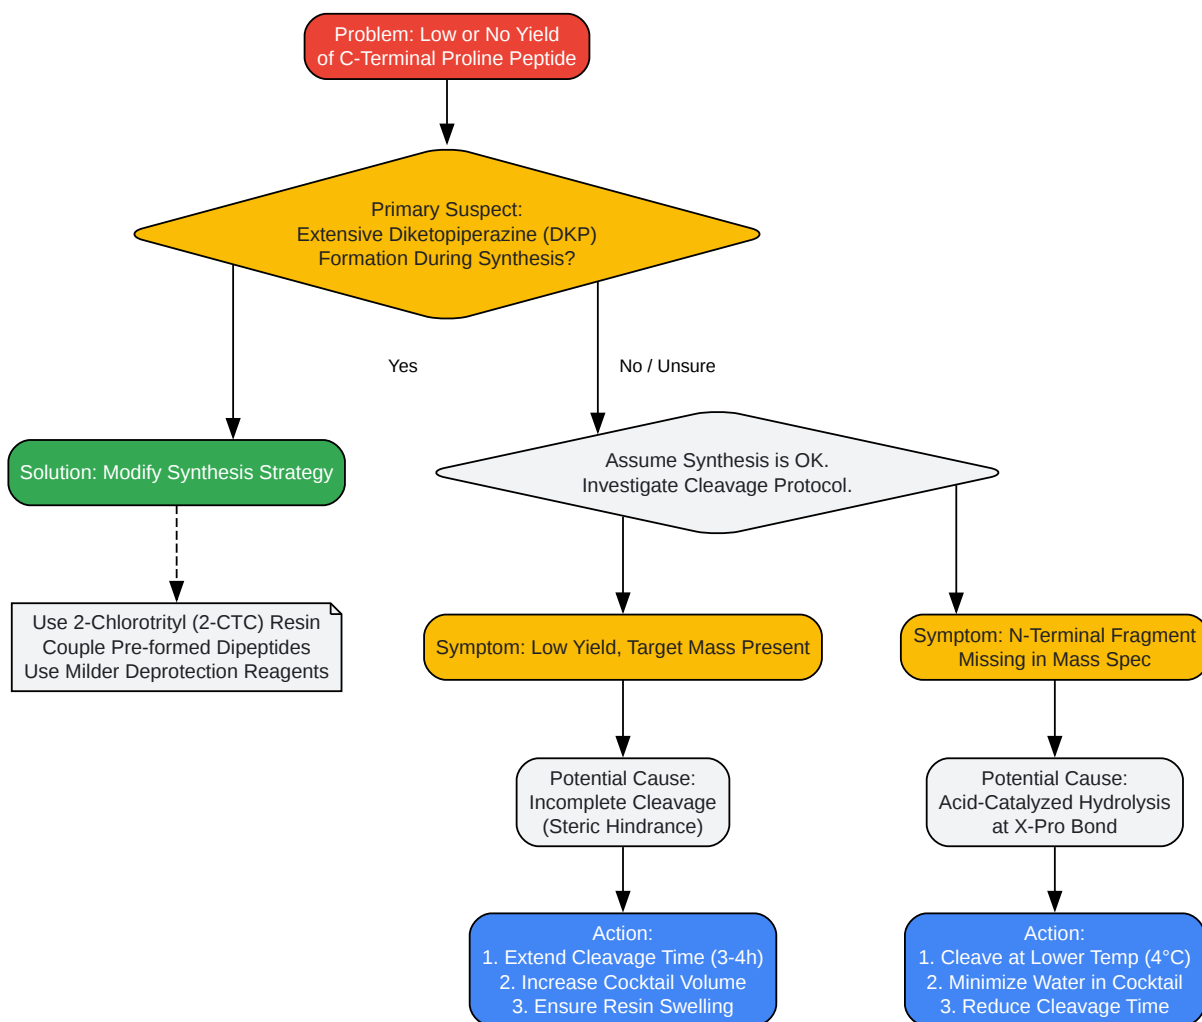 Problem: Low or No Yield
of C-Terminal Proline Peptide
Primary Suspect:
Extensive Diketopiperazine (DKP)
Formation During Synthesis?
Yes
No / Unsure
Solution: Modify Synthesis Strategy
Assume Synthesis is OK.
Investigate Cleavage Protocol.
Use 2-Chlorotrityl (2-CTC) Resin
Couple Pre-formed Dipeptides
Use Milder Deprotection Reagents
Symptom: Low Yield, Target Mass Present
Symptom: N-Terminal Fragment
Missing in Mass Spec
Potential Cause:
Incomplete Cleavage
(Steric Hindrance)
Potential Cause:
Acid-Catalyzed Hydrolysis
at X-Pro Bond
Action:
1. Extend Cleavage Time (3-4h)
2. Increase Cocktail Volume
3. Ensure Resin Swelling
Action:
1. Cleave at Lower Temp (4°C)
2. Minimize Water in Cocktail
3. Reduce Cleavage Time